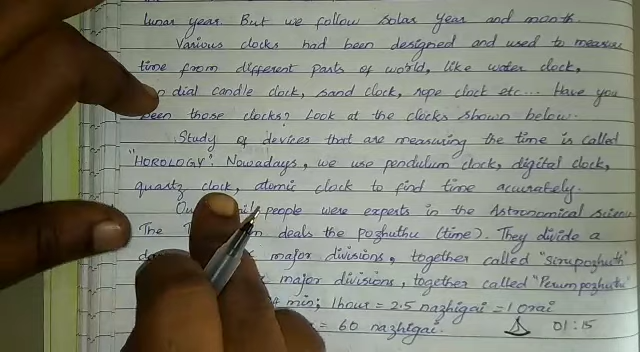 lunar year. But we follow solar year and month.
Various clocks had been designed and used to measure
time from different parts of world, like water clock,
dial candle clock, sand clock, rope clock etc... Have you
been those clocks? Look at the clocks shown below.
Study of devices that are measuring the time is called
"HOROLOGY". Nowadays, we use pendulum clock, digital clock,
quartz clock, atomic clock to find time accurately.
people were experts in the Astronomical science
The deals the pozhuthu (time). They divide a
major divisions, together called "sirupozhuthu"
major divisions, together called "Perumpozhuthu"
min; 1hour = 2.5 nazhigai = 1 orai
= 60 nazhigai. 01:15